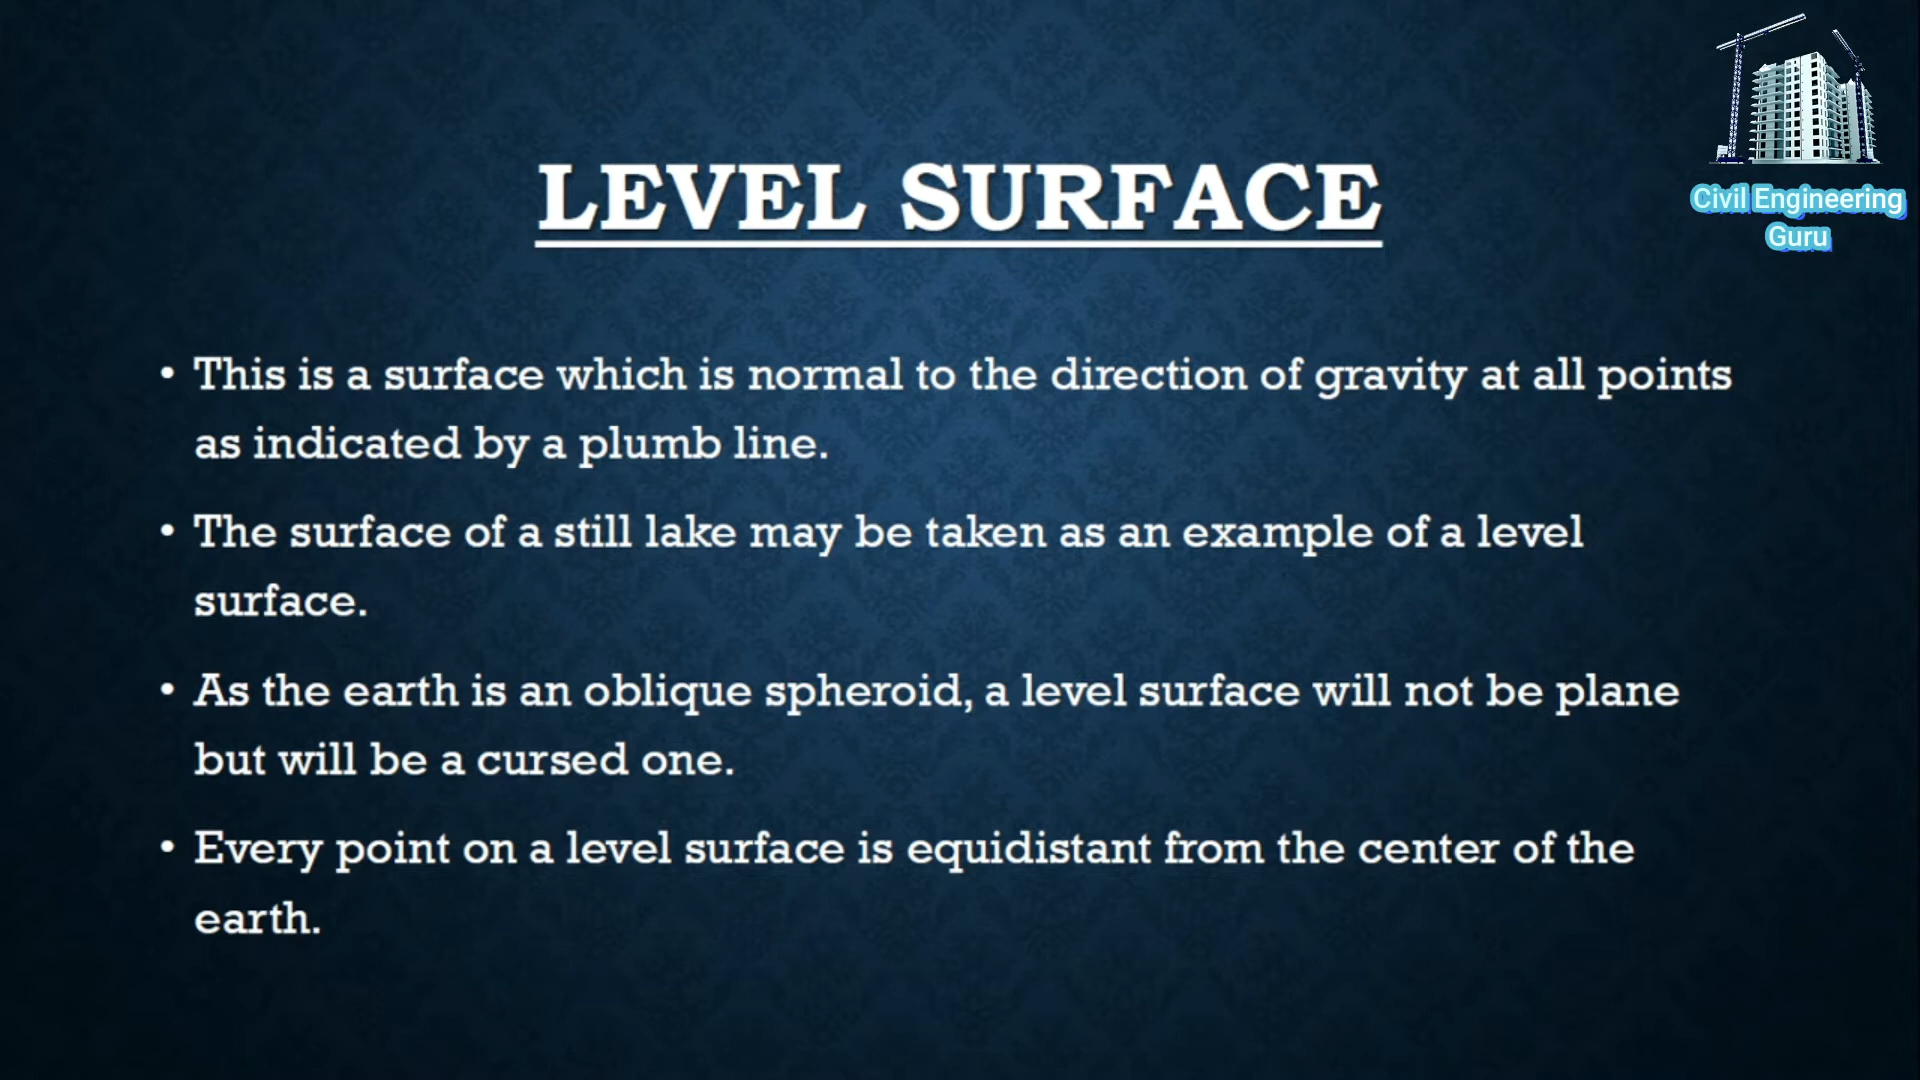 LEVEL SURFACE
Civil Engineering
Guru
• This is a surface which is normal to the direction of gravity at all points
as indicated by a plumb line.
• The surface of a still lake may be taken as an example of a level
surface.
• As the earth is an oblique spheroid, a level surface will not be plane
but will be a cursed one.
• Every point on a level surface is equidistant from the center of the
earth.